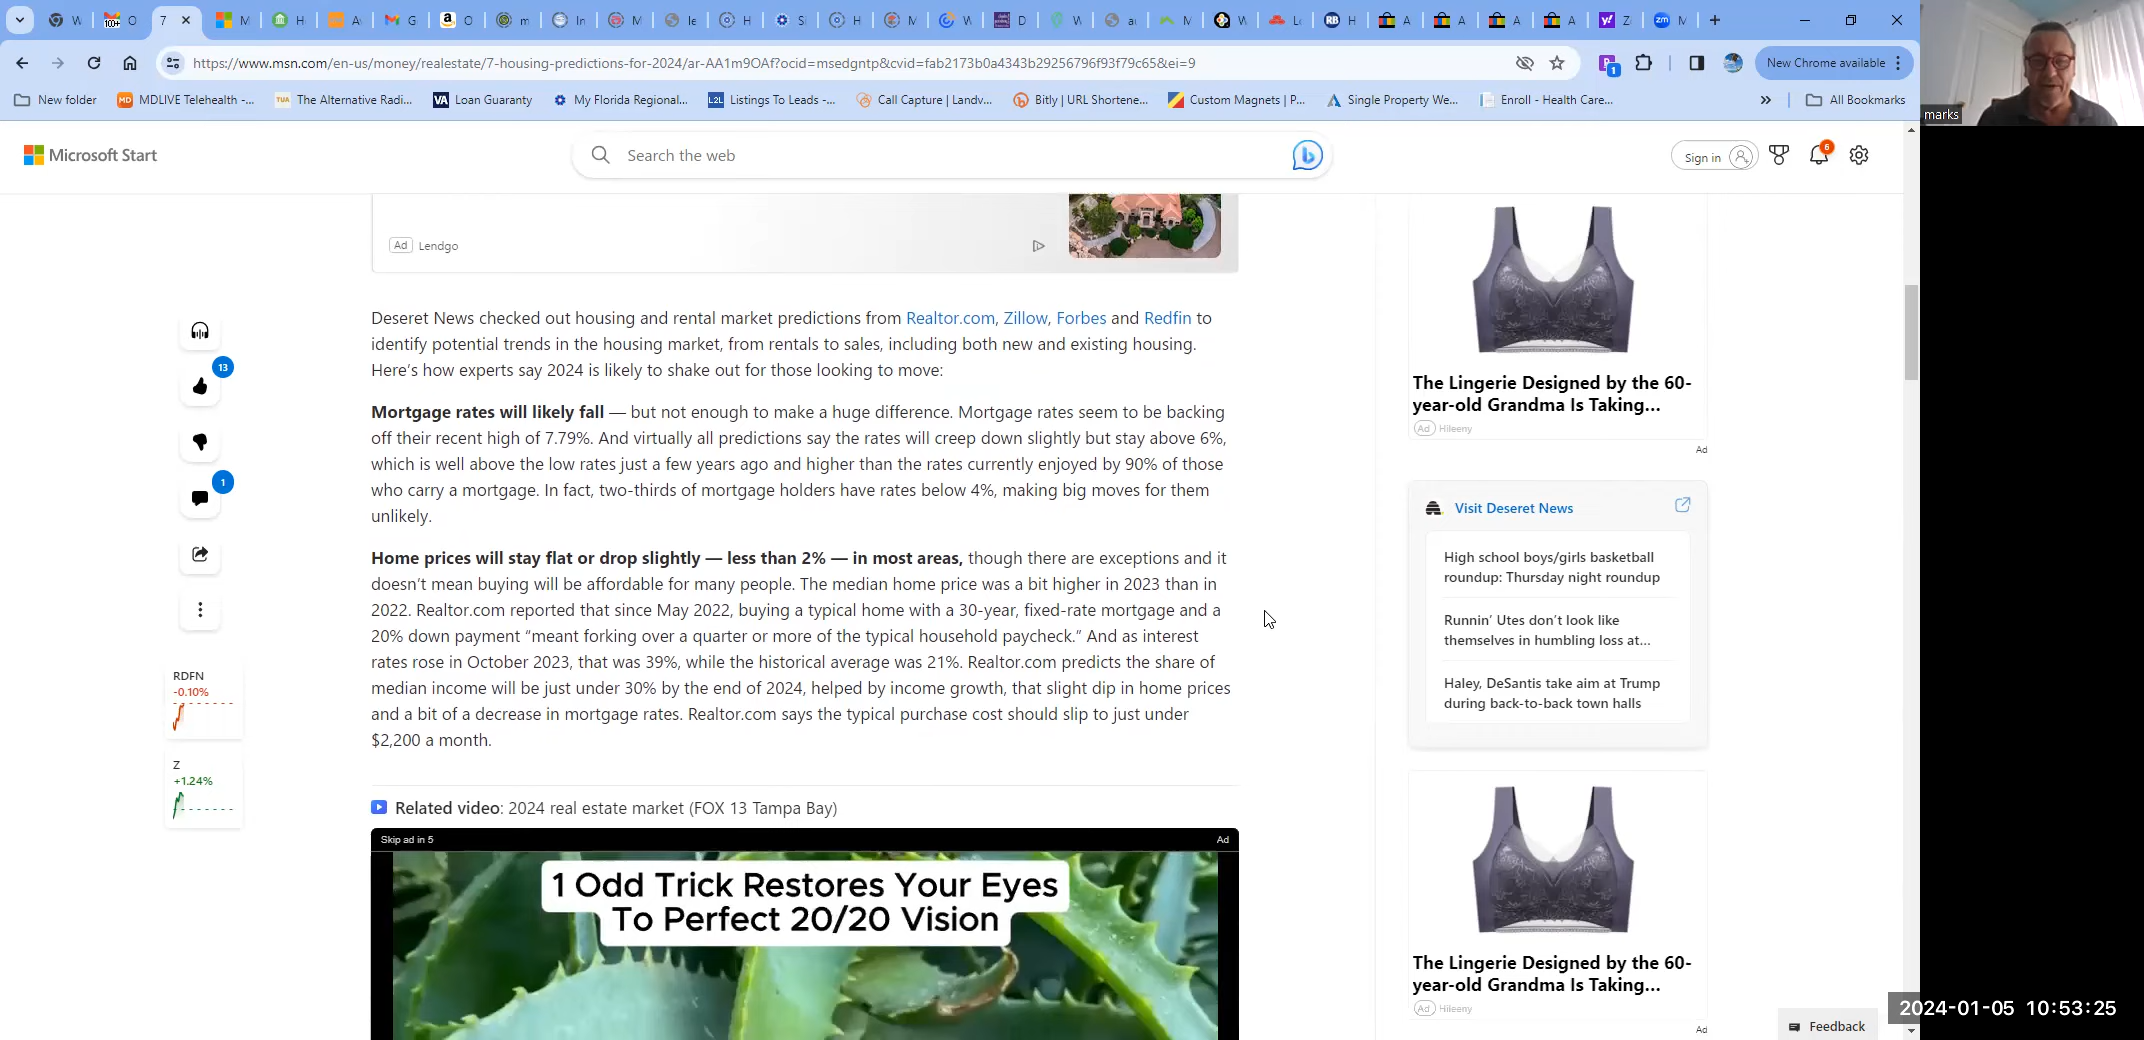 W
O
7
M
H
A
G
O
m
In
M
le
H
S
H
M
W
D
W
a
M
W
L
H
A
A
A
A
Z
M
https://www.msn.com/en-us/money/realestate/7-housing-predictions-for-2024/ar-AA1m9OAf?ocid=msedgntp&cvid=fab2173b0a4343b29256796f93f79c65&ei=9
1
New Chrome available
New folder
MDLIVE Telehealth -...
The Alternative Radi...
Loan Guaranty
My Florida Regional...
Listings To Leads -...
Call Capture | Landv...
Bitly | URL Shortene...
Custom Magnets | P...
Single Property We...
Enroll - Health Care...
All Bookmarks
marks
Microsoft Start
Search the web
Sign in
6
Ad Lendgo
Deseret News checked out housing and rental market predictions from Realtor.com, Zillow, Forbes and Redfin to
identify potential trends in the housing market, from rentals to sales, including both new and existing housing.
Here’s how experts say 2024 is likely to shake out for those looking to move:
Mortgage rates will likely fall — but not enough to make a huge difference. Mortgage rates seem to be backing
off their recent high of 7.79%. And virtually all predictions say the rates will creep down slightly but stay above 6%,
which is well above the low rates just a few years ago and higher than the rates currently enjoyed by 90% of those
who carry a mortgage. In fact, two-thirds of mortgage holders have rates below 4%, making big moves for them
unlikely.
Home prices will stay flat or drop slightly — less than 2% — in most areas, though there are exceptions and it
doesn’t mean buying will be affordable for many people. The median home price was a bit higher in 2023 than in
2022. Realtor.com reported that since May 2022, buying a typical home with a 30-year, fixed-rate mortgage and a
20% down payment “meant forking over a quarter or more of the typical household paycheck.” And as interest
rates rose in October 2023, that was 39%, while the historical average was 21%. Realtor.com predicts the share of
median income will be just under 30% by the end of 2024, helped by income growth, that slight dip in home prices
and a bit of a decrease in mortgage rates. Realtor.com says the typical purchase cost should slip to just under
$2,200 a month.
Related video: 2024 real estate market (FOX 13 Tampa Bay)
Skip ad in 5
Ad
1 Odd Trick Restores Your Eyes
To Perfect 20/20 Vision
13
1
RDFN
-0.10%
Z
+1.24%
The Lingerie Designed by the 60-
year-old Grandma Is Taking...
Ad Hileeny
Ad
Visit Deseret News
High school boys/girls basketball
roundup: Thursday night roundup
Runnin’ Utes don’t look like
themselves in humbling loss at...
Haley, DeSantis take aim at Trump
during back-to-back town halls
The Lingerie Designed by the 60-
year-old Grandma Is Taking...
Ad Hileeny
Ad
Feedback
2024-01-05 10:53:25